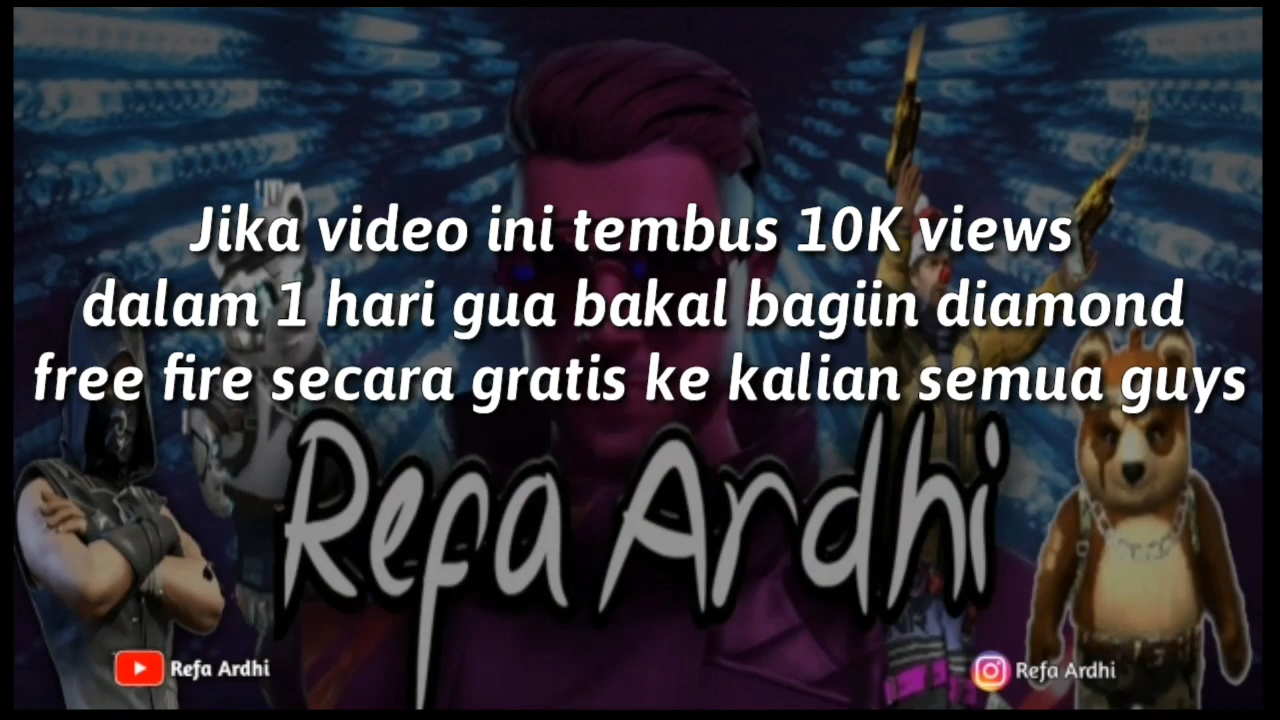 Jika video ini tembus 10K views
dalam 1 hari gua bakal bagiin diamond
free fire secara gratis ke kalian semua guys
Refa Ardhi
Refa Ardhi
Refa Ardhi